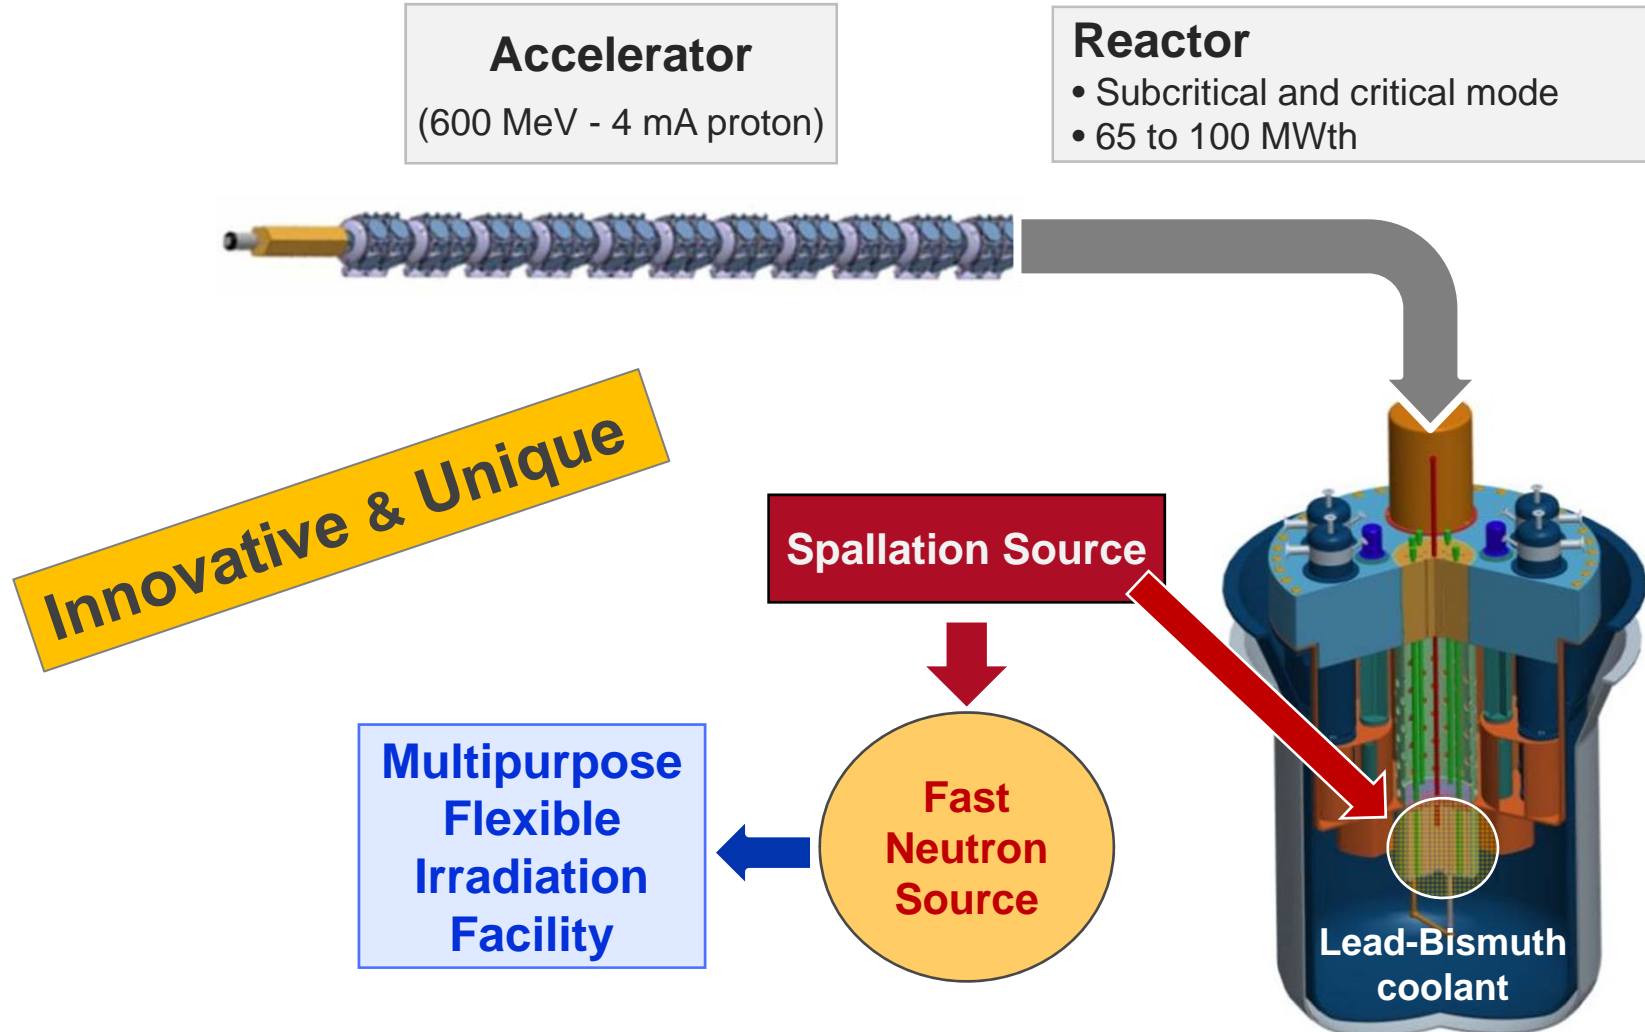 Accelerator
(600 MeV - 4 mA proton)
Reactor
• Subcritical and critical mode
• 65 to 100 MWth
Innovative & Unique
Spallation Source
Multipurpose
Flexible
Irradiation
Facility
Fast
Neutron
Source
Lead-Bismuth
coolant